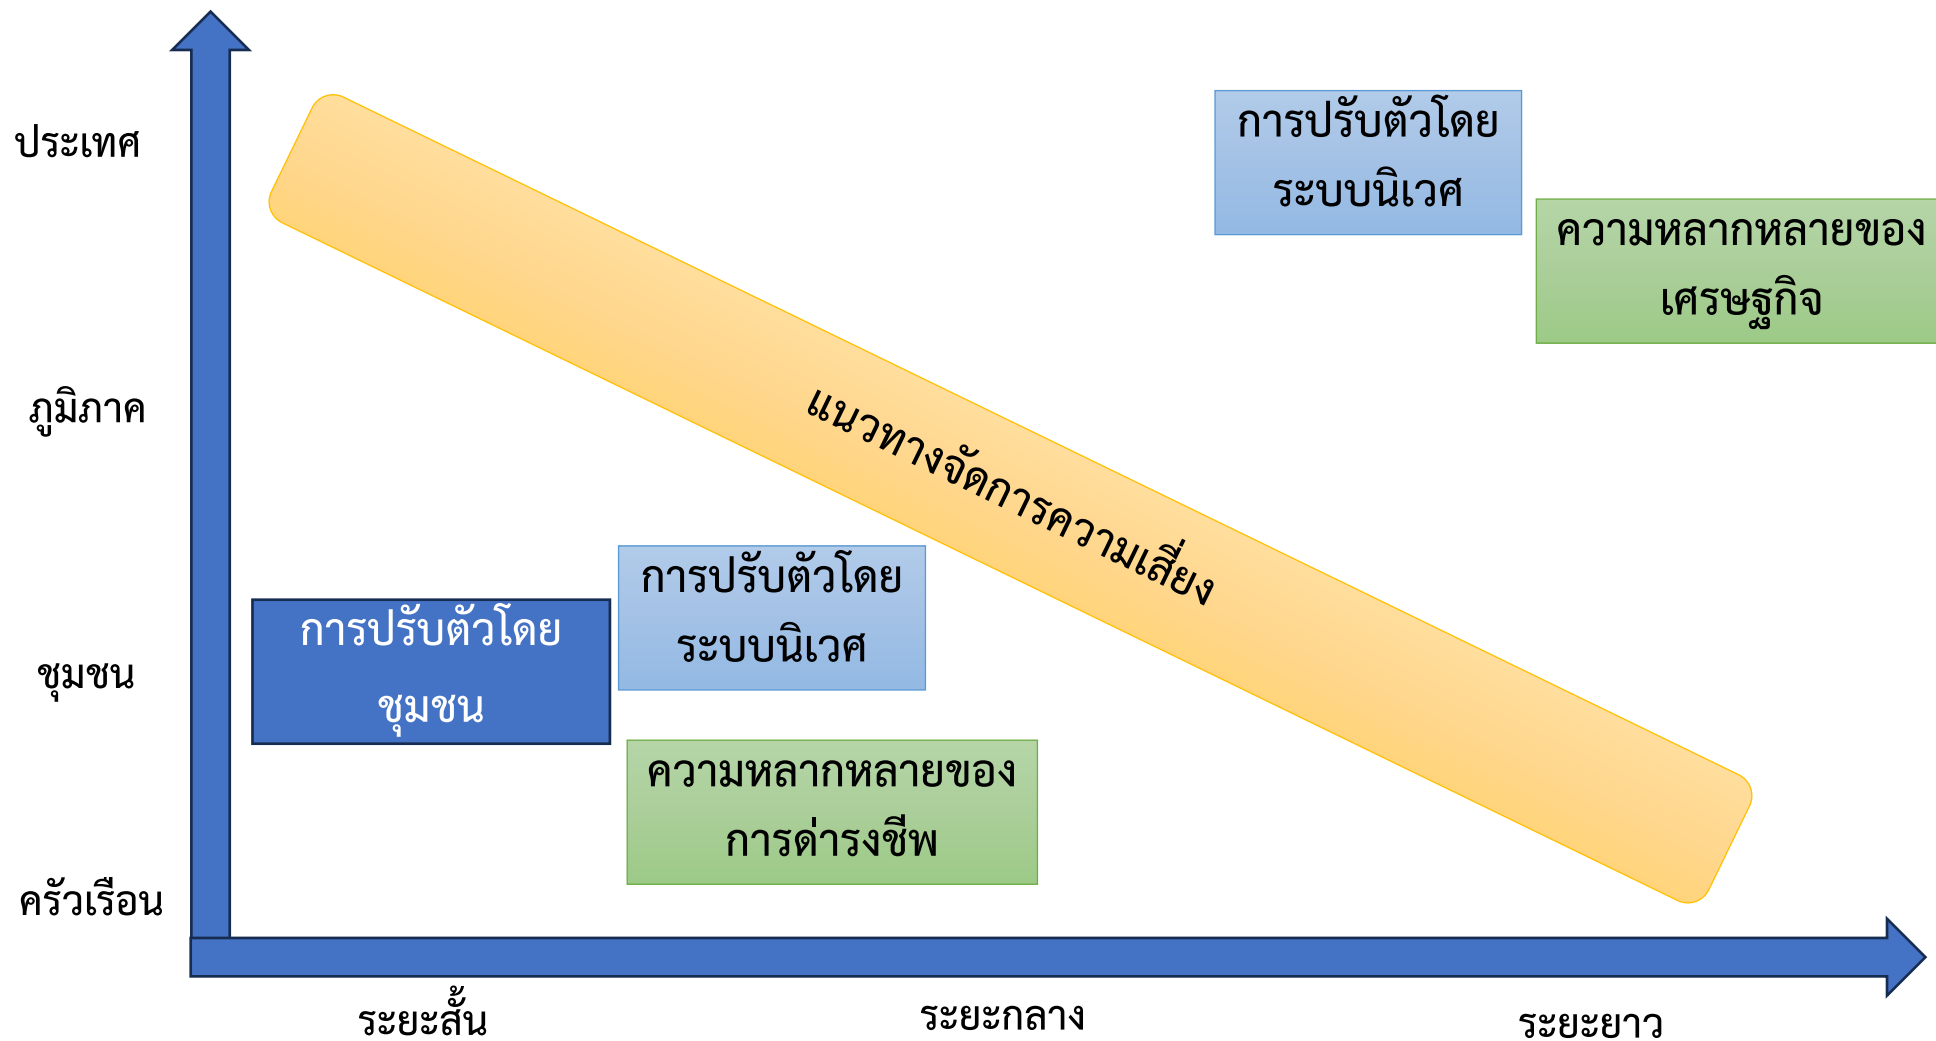 ประเทศ
การปรับตัวโดย
ระบบนิเวศ
ความหลากหลายของ
เศรษฐกิจ
ภูมิภาค
แนวทางจัดการความเสี่ยง
การปรับตัวโดย
ระบบนิเวศ
ชุมชน
การปรับตัวโดย
ชุมชน
ความหลากหลายของ
การด่ารงชีพ
ครัวเรือน
ระยะสั้น
ระยะกลาง
ระยะยาว